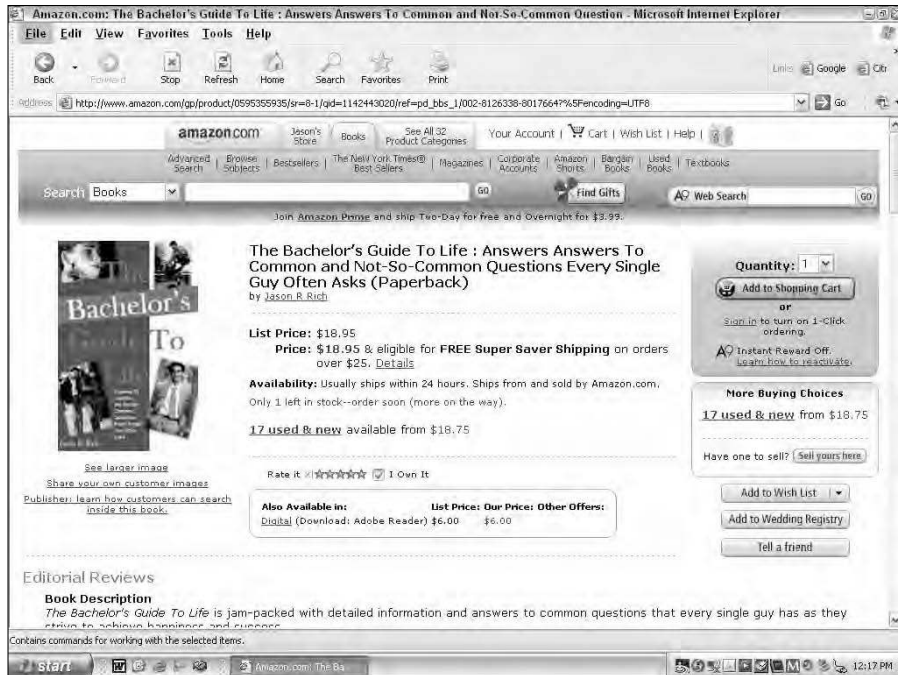 Amazon.com: The Bachelor's Guide To Life : Answers Answers To Common and Not-So-Common Question - Microsoft Internet Explorer
File Edit View Favorites Tools Help
Back Forward Stop Refresh Home Search Favorites Print Links Google Citi
Address http://www.amazon.com/gp/product/0595355935/sr=8-1/qid=1142443020/ref=pd_bbs_1/002-8126338-8017664?%5Fencoding=UTF8 Go
amazon.com Jason's Store Books See All 32 Product Categories Your Account | Cart | Wish List | Help |
Advanced Search | Browse Subjects | Bestsellers | The New York Times® Best Sellers | Magazines | Corporate Accounts | Amazon Shorts | Bargain Books | Used Books | Textbooks
Search Books GO Find Gifts A9 Web Search GO
Join Amazon Prime and ship Two-Day for free and Overnight for $3.99.
The
Bachelor's
Guide To
See larger image
Share your own customer images
Publisher: learn how customers can search
inside this book.
The Bachelor's Guide To Life : Answers Answers To
Common and Not-So-Common Questions Every Single
Guy Often Asks (Paperback)
by Jason R Rich
List Price: $18.95
Price: $18.95 & eligible for FREE Super Saver Shipping on orders
over $25. Details
Availability: Usually ships within 24 hours. Ships from and sold by Amazon.com.
Only 1 left in stock--order soon (more on the way).
17 used & new available from $18.75
Rate it I Own It
Also Available in: List Price: Our Price: Other Offers:
Digital (Download: Adobe Reader) $6.00 $6.00
Quantity: 1
Add to Shopping Cart
or
Sign in to turn on 1-Click
ordering.
A9 Instant Reward Off.
Learn how to reactivate.
More Buying Choices
17 used & new from $18.75
Have one to sell? Sell yours here
Add to Wish List
Add to Wedding Registry
Tell a friend
Editorial Reviews
Book Description
The Bachelor's Guide To Life is jam-packed with detailed information and answers to common questions that every single guy has as they
strive to achieve happiness and success
Contains commands for working with the selected items.
start Amazon.com: The Ba... 12:17 PM